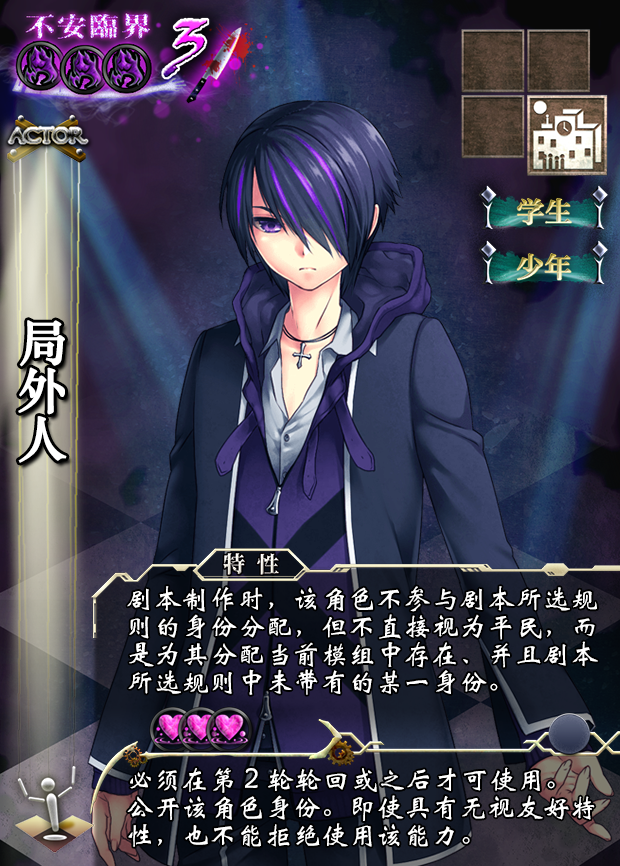 不安臨界
3
ACTOR
学生
少年
局外人
特性
剧本制作时，该角色不参与剧本所选规
则的身份分配，但不直接视为平民，而
是为其分配当前模组中存在、并且剧本
所选规则中未带有的某一身份。
必须在第2轮轮回或之后才可使用。
公开该角色身份。即使具有无视友好特
性，也不能拒绝使用该能力。